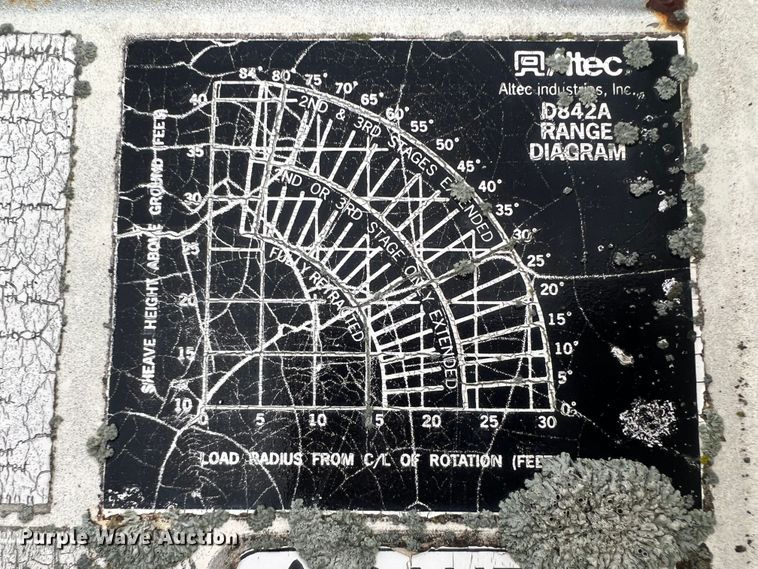 Altec
Altec industries, Inc.
D842A
RANGE
DIAGRAM
84° 80° 75° 70° 65° 60° 55° 50° 45° 40° 35° 30° 25° 20° 15° 10° 5° 0°
2ND & 3RD STAGES EXTENDED
2ND OR 3RD STAGE ONLY EXTENDED
FULLY RETRACTED
SHEAVE HEIGHT ABOVE GROUND (FEET)
40
35
30
25
20
15
10
0 5 10 20 25 30
LOAD RADIUS FROM C/L OF ROTATION (FEET)
Purple Wave Auction